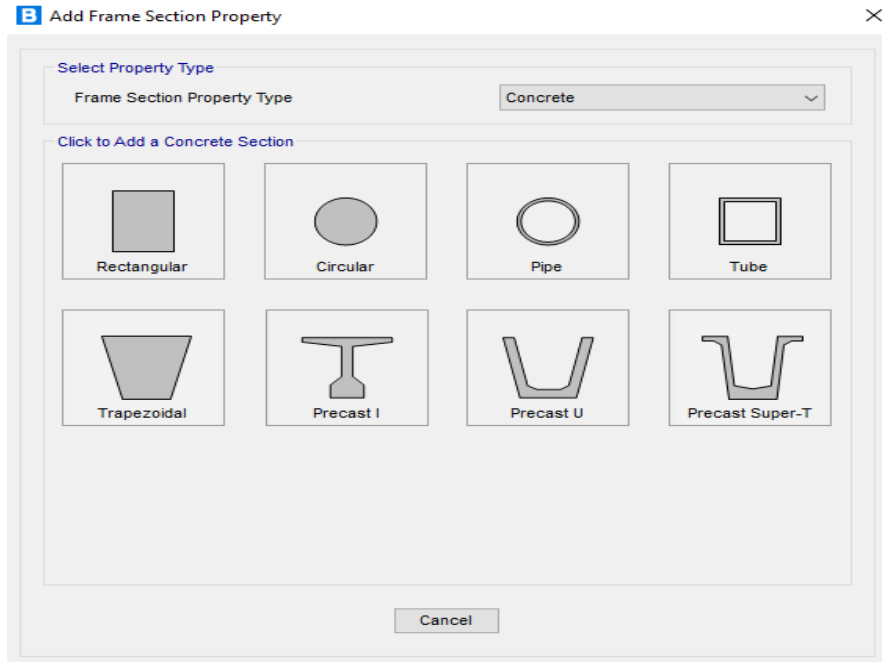 B Add Frame Section Property
Select Property Type
Frame Section Property Type
Concrete
Click to Add a Concrete Section
Rectangular
Circular
Pipe
Tube
Trapezoidal
Precast I
Precast U
Precast Super-T
Cancel